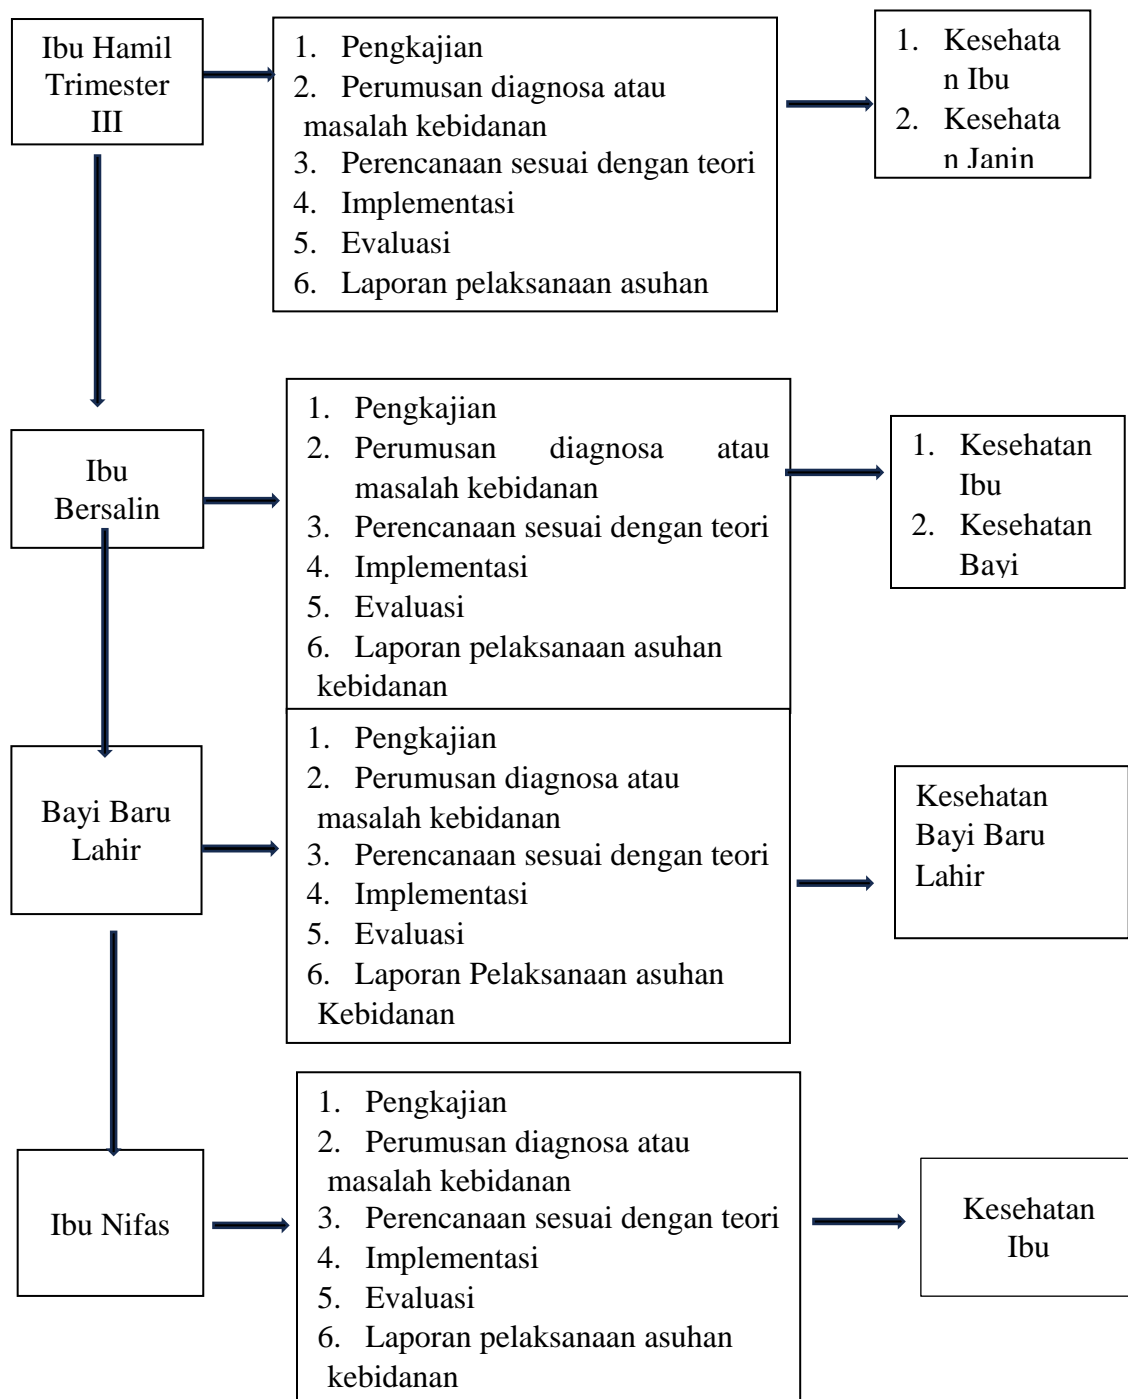 Ibu Hamil
Trimester
III
1. Pengkajian
2. Perumusan diagnosa atau
masalah kebidanan
3. Perencanaan sesuai dengan teori
4. Implementasi
5. Evaluasi
6. Laporan pelaksanaan asuhan
1. Kesehata
n Ibu
2. Kesehata
n Janin
Ibu
Bersalin
1. Pengkajian
2. Perumusan diagnosa atau
masalah kebidanan
3. Perencanaan sesuai dengan teori
4. Implementasi
5. Evaluasi
6. Laporan pelaksanaan asuhan
kebidanan
1. Kesehatan
Ibu
2. Kesehatan
Bayi
Bayi Baru
Lahir
1. Pengkajian
2. Perumusan diagnosa atau
masalah kebidanan
3. Perencanaan sesuai dengan teori
4. Implementasi
5. Evaluasi
6. Laporan Pelaksanaan asuhan
Kebidanan
Kesehatan
Bayi Baru
Lahir
Ibu Nifas
1. Pengkajian
2. Perumusan diagnosa atau
masalah kebidanan
3. Perencanaan sesuai dengan teori
4. Implementasi
5. Evaluasi
6. Laporan pelaksanaan asuhan
kebidanan
Kesehatan
Ibu